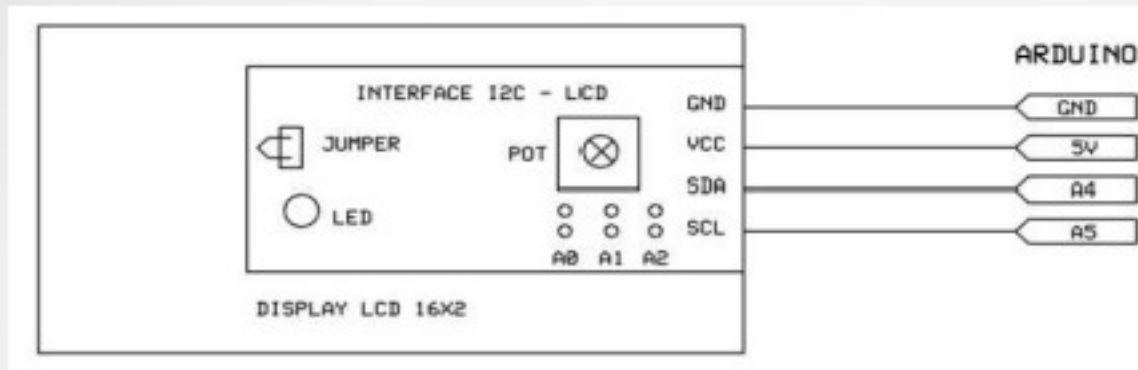 ARDUINO
INTERFACE I2C - LCD
GND
GND
JUMPER
POT
VCC
5V
SDA
A4
LED
SCL
A5
A0 A1 A2
DISPLAY LCD 16X2